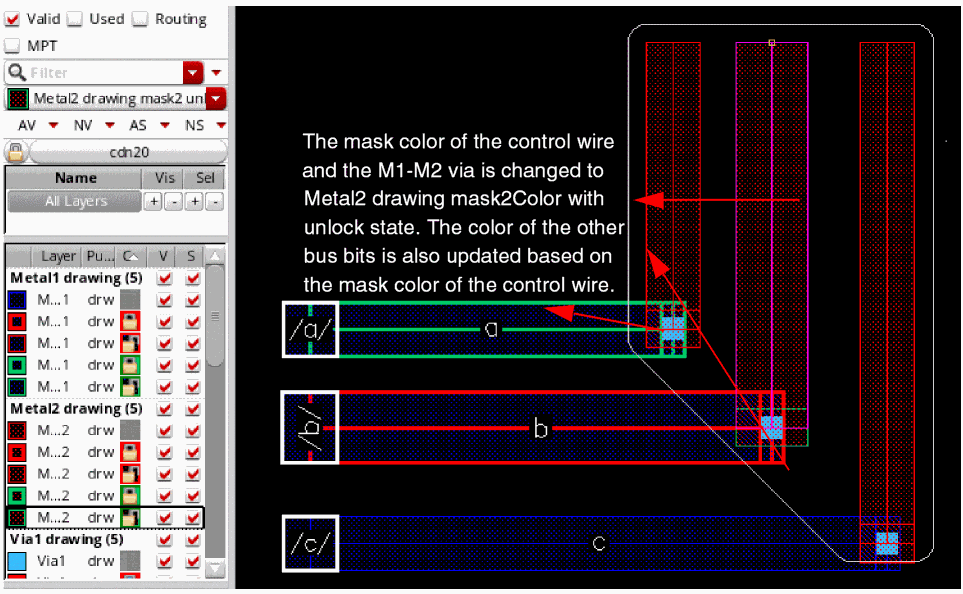 Valid Used Routing
MPT
Filter
Metal2 drawing mask2 unl
AV NV AS NS
cdn20
Name Vis Sel
All Layers + - + -
Layer Pu... C V S
Metal1 drawing (5)
M...1 drw
M...1 drw
M...1 drw
M...1 drw
M...1 drw
Metal2 drawing (5)
M...2 drw
M...2 drw
M...2 drw
M...2 drw
M...2 drw
Via1 drawing (5)
Via1 drw
The mask color of the control wire
and the M1-M2 via is changed to
Metal2 drawing mask2Color with
unlock state. The color of the other
bus bits is also updated based on
the mask color of the control wire.
/a/ a
/b/ b
/c/ c